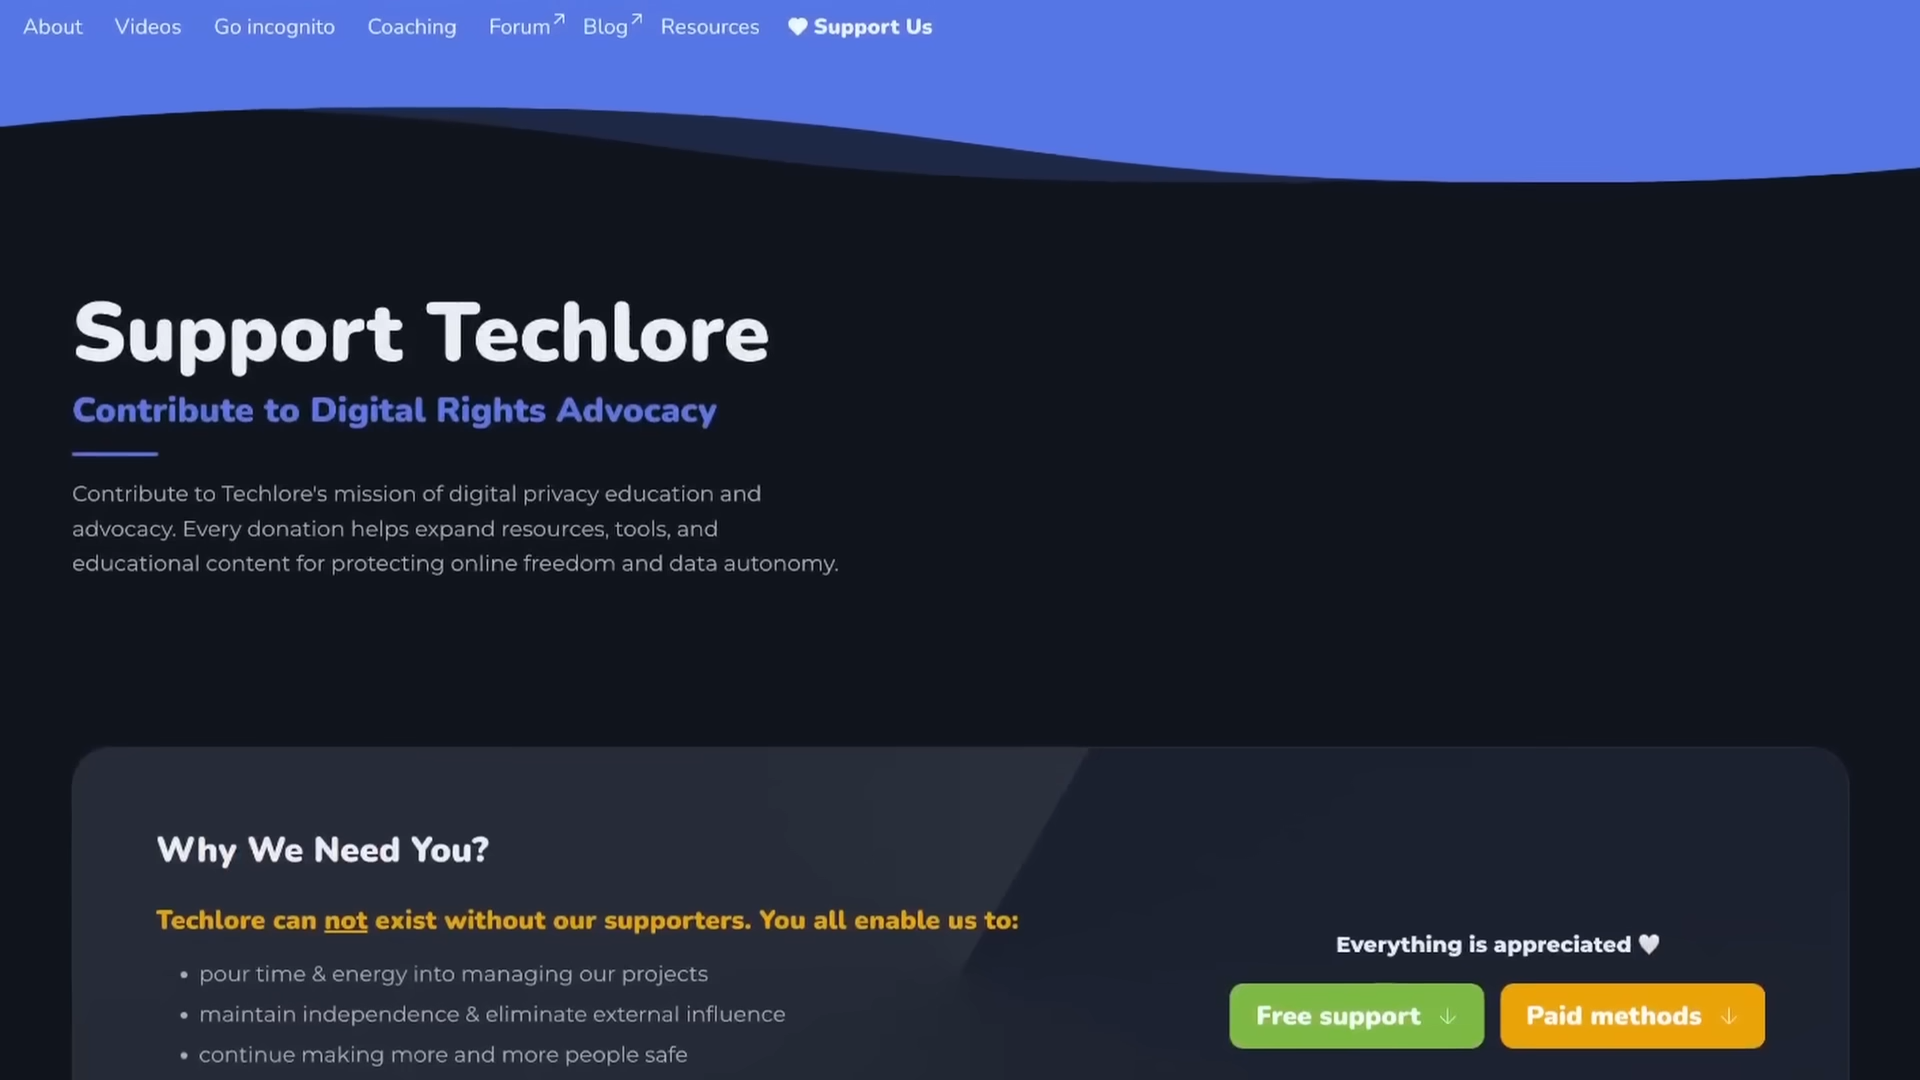 About Videos Go incognito Coaching Forum Blog Resources Support Us
Support Techlore
Contribute to Digital Rights Advocacy
Contribute to Techlore's mission of digital privacy education and
advocacy. Every donation helps expand resources, tools, and
educational content for protecting online freedom and data autonomy.
Why We Need You?
Techlore can not exist without our supporters. You all enable us to:
• pour time & energy into managing our projects
• maintain independence & eliminate external influence
• continue making more and more people safe
Everything is appreciated 🤍
Free support ↓ Paid methods ↓